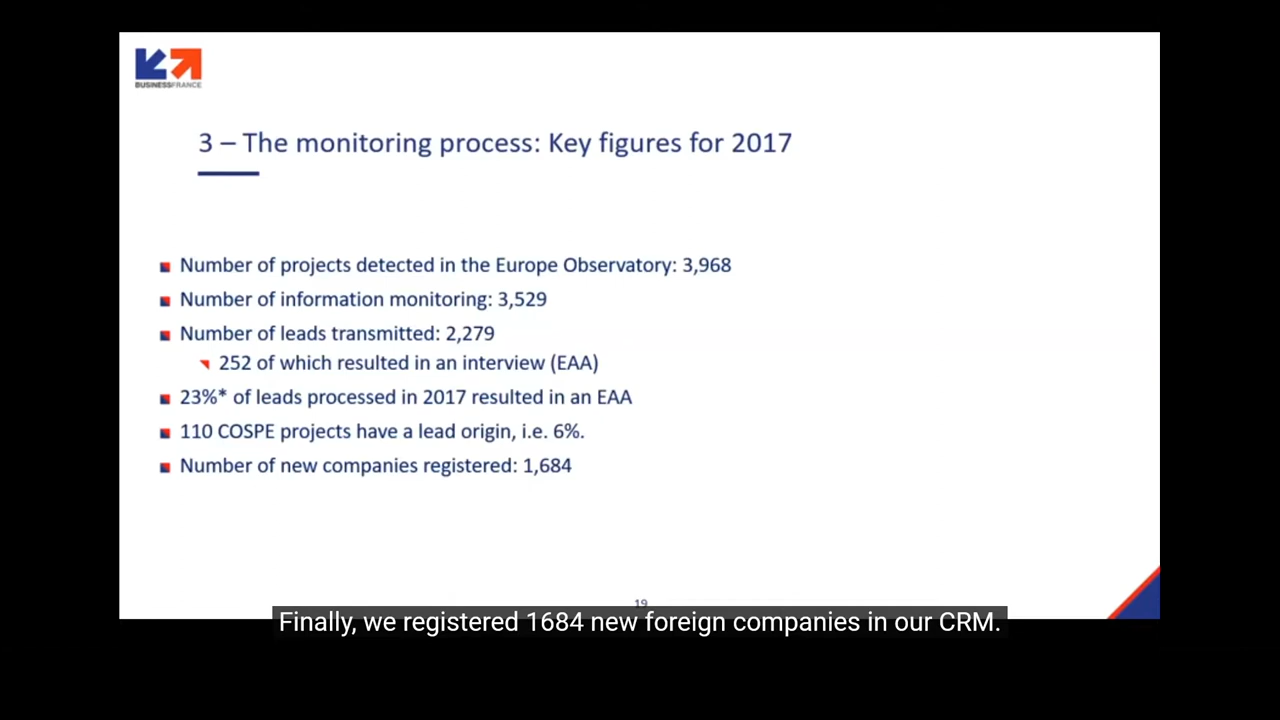 BUSINESSFRANCE
3 – The monitoring process: Key figures for 2017
Number of projects detected in the Europe Observatory: 3,968
Number of information monitoring: 3,529
Number of leads transmitted: 2,279
252 of which resulted in an interview (EAA)
23%* of leads processed in 2017 resulted in an EAA
110 COSPE projects have a lead origin, i.e. 6%.
Number of new companies registered: 1,684
19
Finally, we registered 1684 new foreign companies in our CRM.